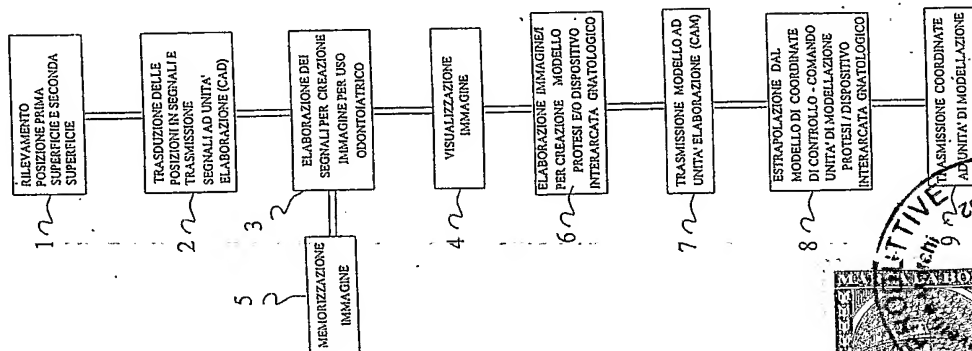 1
RILEVAMENTO
POSIZIONE PRIMA
SUPERFICIE E SECONDA
SUPERFICIE
2
TRASDUZIONE DELLE
POSIZIONI IN SEGNALI E
TRASMISSIONE
SEGNALI AD UNITA'
ELABORAZIONE (CAD)
3
ELABORAZIONE DEI
SEGNALI PER CREAZIONE
IMMAGINE PER USO
ODONTOIATRICO
5
MEMORIZZAZIONE
IMMAGINE
4
VISUALIZZAZIONE
IMMAGINE
6
ELABORAZIONE IMMAGINE/I
PER CREAZIONE MODELLO
PROTESI E/O DISPOSITIVO
INTERARCATA GNATOLOGICO
7
TRASMISSIONE MODELLO AD
UNITA' ELABORAZIONE (CAM)
8
ESTRAPOLAZIONE DAL
MODELLO DI COORDINATE
DI CONTROLLO - COMANDO
UNITA' DI MODELLAZIONE
PROTESI / DISPOSITIVO
INTERARCATA GNATOLOGICO
9
TRASMISSIONE COORDINATE
AD UNITA' DI MODELLAZIONE